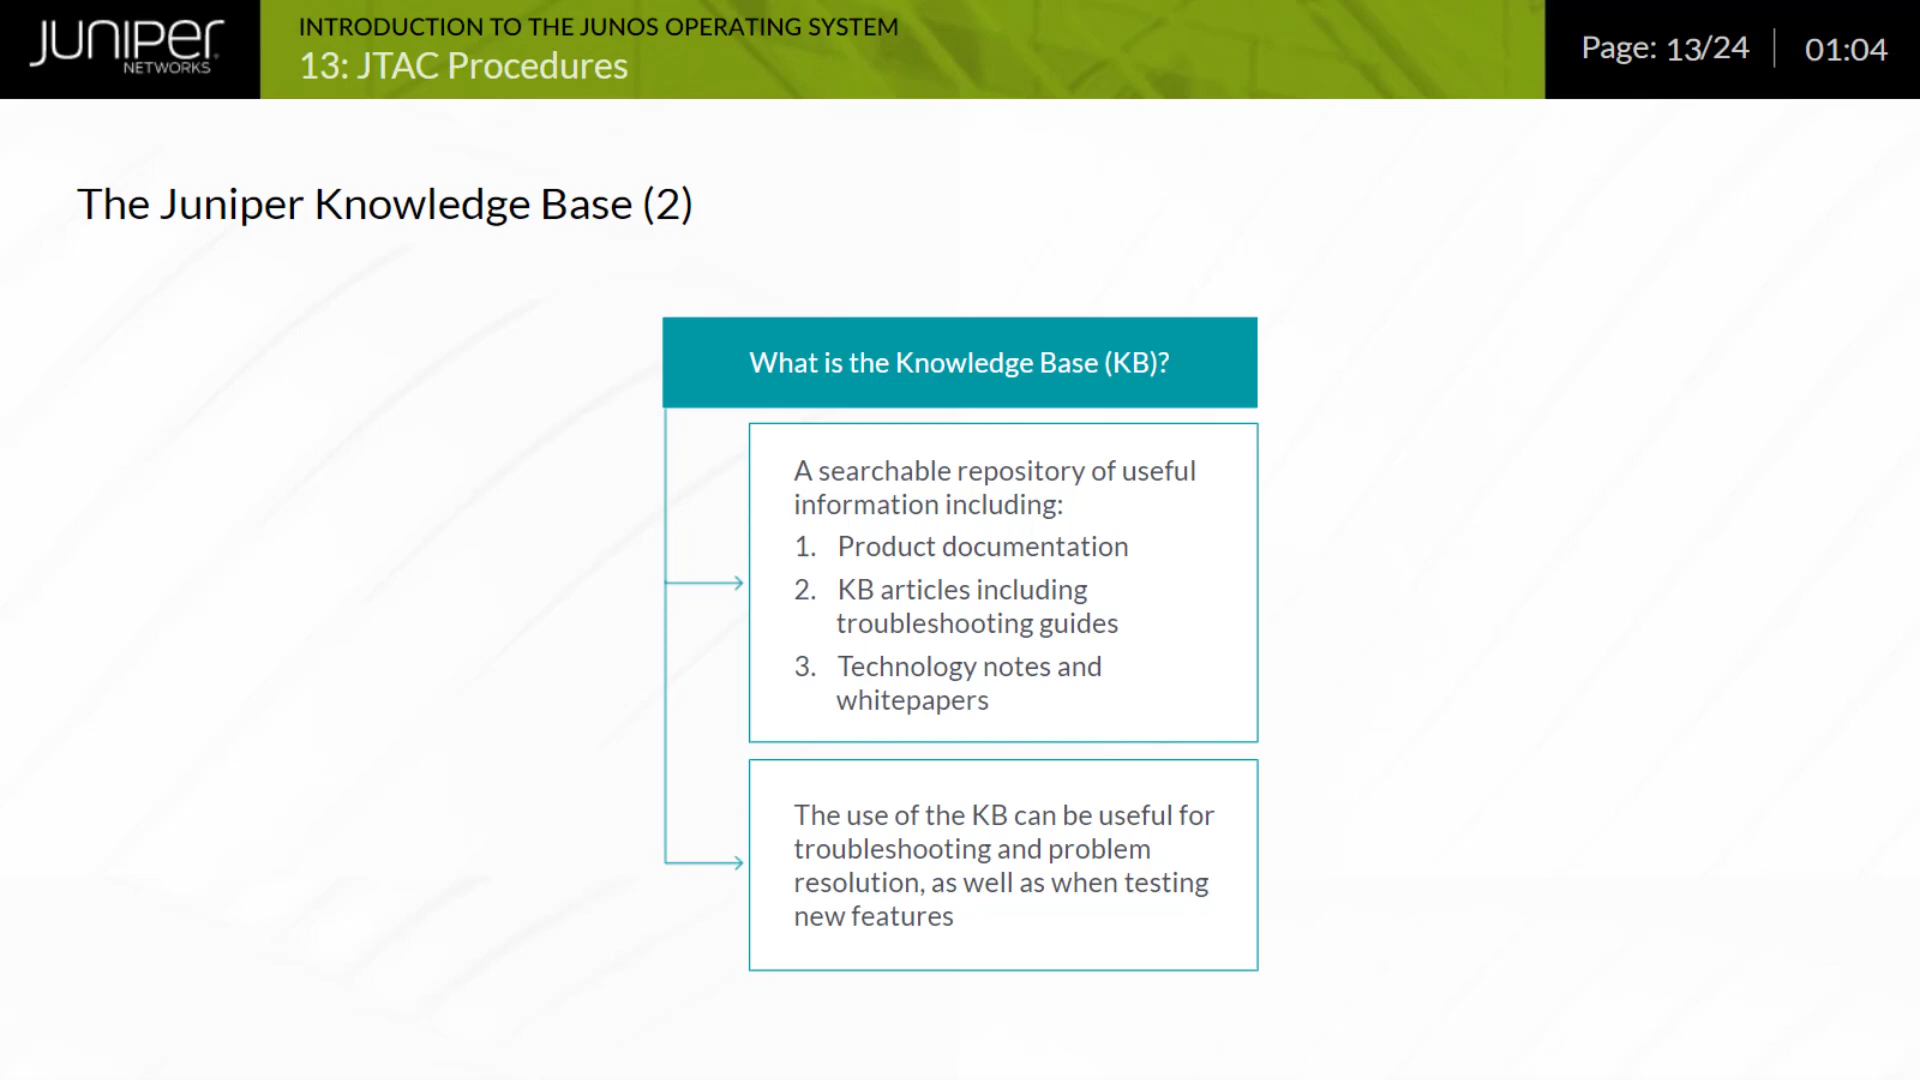 JUNIPEr
NETWORKS
INTRODUCTION TO THE JUNOS OPERATING SYSTEM
13: JTAC Procedures
Page: 13/24
01:04
The Juniper Knowledge Base (2)
What is the Knowledge Base (KB)?
A searchable repository of useful
information including:
1. Product documentation
2. KB articles including
troubleshooting guides
3. Technology notes and
whitepapers
The use of the KB can be useful for
troubleshooting and problem
resolution, as well as when testing
new features